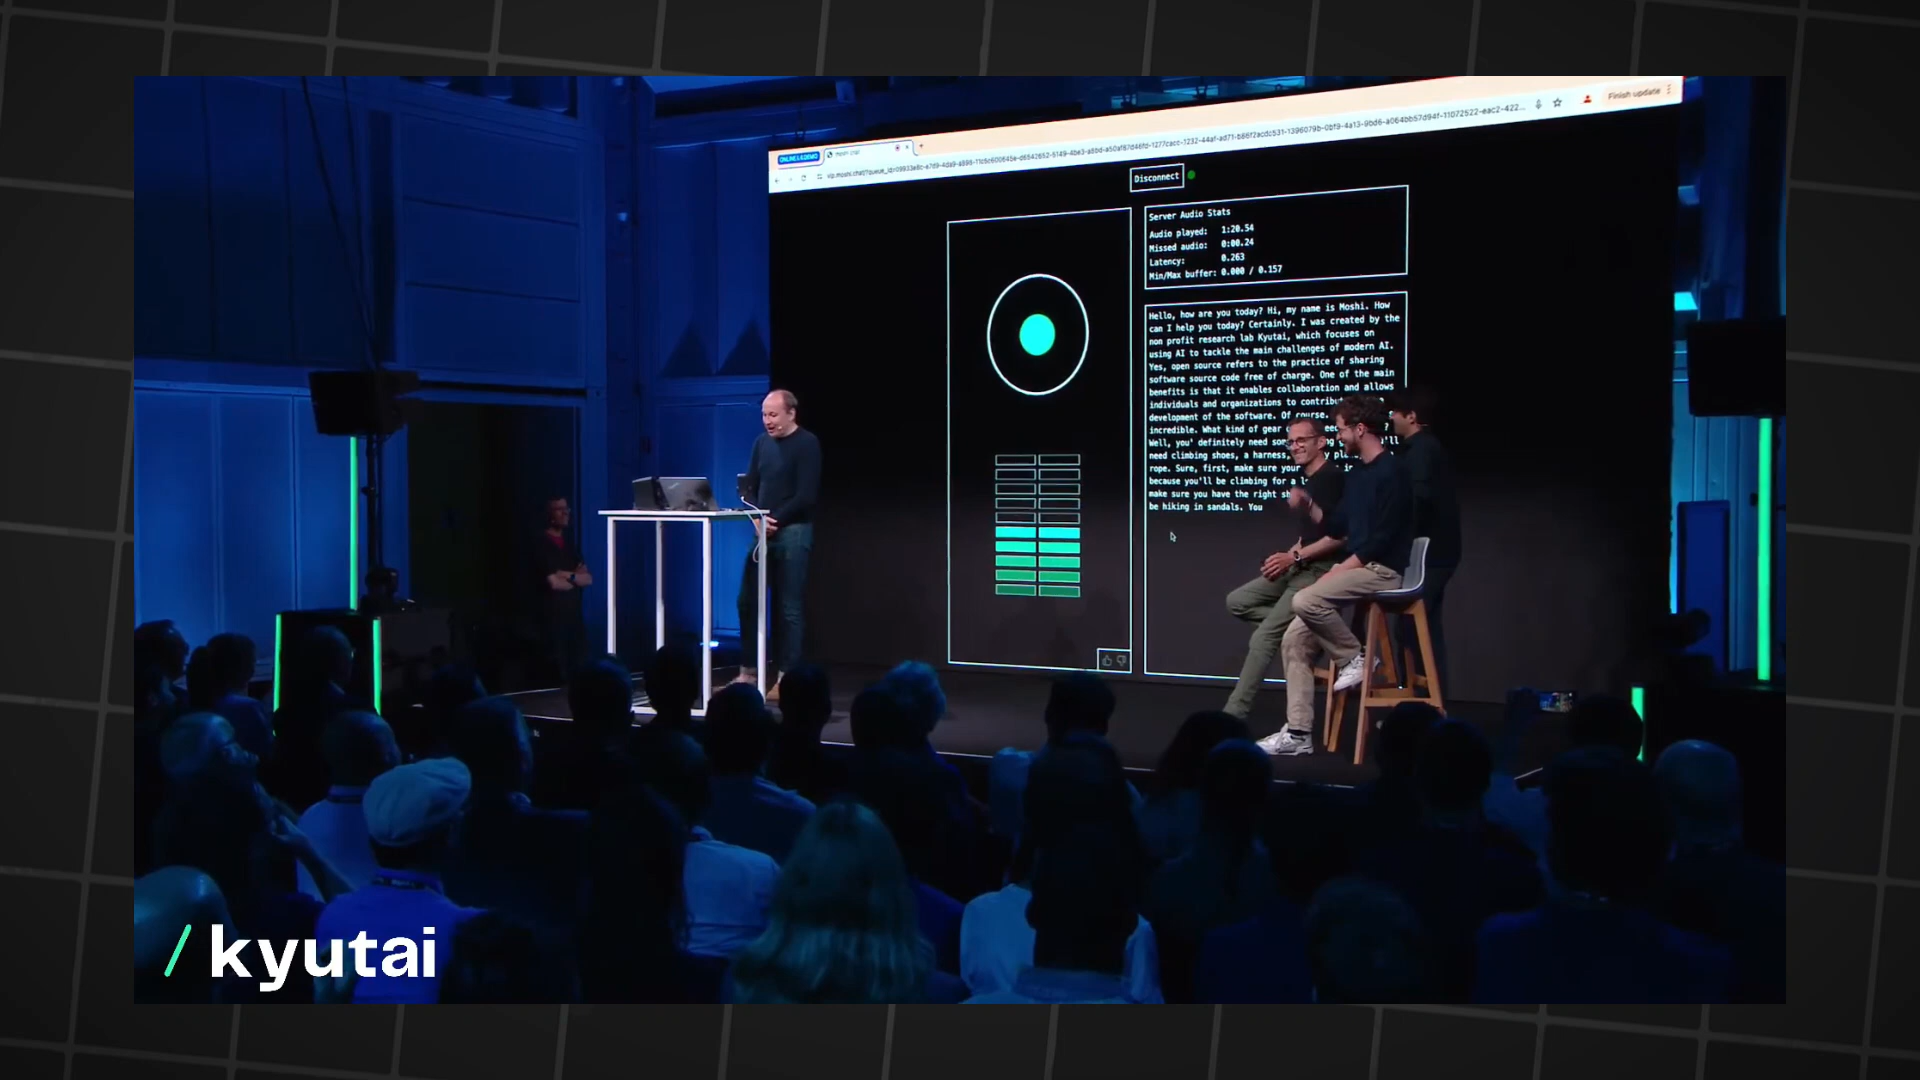 ONLINE LA DEMO
moshi.chat
Finish update
Disconnect
Server Audio Stats
Audio played: 1:20.54
Missed audio: 0:00.24
Latency: 0.263
Min/Max buffer: 0.000 / 0.157
Hello, how are you today? Hi, my name is Moshi. How
can I help you today? Certainly. I was created by the
non profit research lab Kyutai, which focuses on
using AI to tackle the main challenges of modern AI.
Yes, open source refers to the practice of sharing
software source code free of charge. One of the main
benefits is that it enables collaboration and allows
individuals and organizations to
development of the software. Of course.
incredible. What kind of gear
Well, you' definitely need
need climbing shoes, a harness,
rope. Sure, first, make sure your
because you'll be climbing for a
make sure you have the right
be hiking in sandals. You
/ kyutai